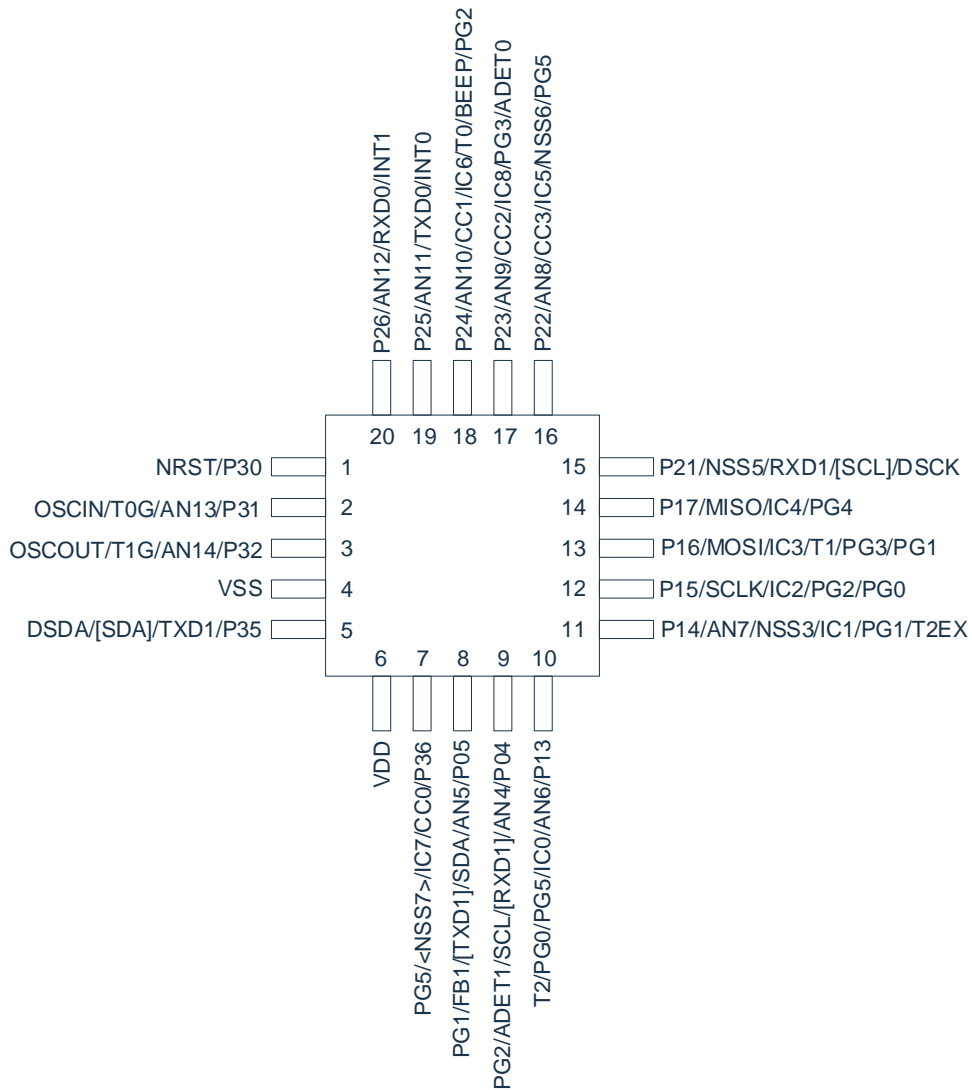 P26/AN12/RXD0/INT1
P25/AN11/TXD0/INT0
P24/AN10/CC1/IC6/T0/BEEP/PG2
P23/AN9/CC2/IC8/PG3/ADET0
P22/AN8/CC3/IC5/NSS6/PG5
20 19 18 17 16
NRST/P30 1
OSCIN/T0G/AN13/P31 2
OSCOUT/T1G/AN14/P32 3
VSS 4
DSDA/[SDA]/TXD1/P35 5
15 P21/NSS5/RXD1/[SCL]/DSCK
14 P17/MISO/IC4/PG4
13 P16/MOSI/IC3/T1/PG3/PG1
12 P15/SCLK/IC2/PG2/PG0
11 P14/AN7/NSS3/IC1/PG1/T2EX
6 7 8 9 10
VDD
PG5/<NSS7>/IC7/CC0/P36
PG1/FB1/[TXD1]/SDA/AN5/P05
PG2/ADET1/SCL/[RXD1]/AN4/P04
T2/PG0/PG5/IC0/AN6/P13